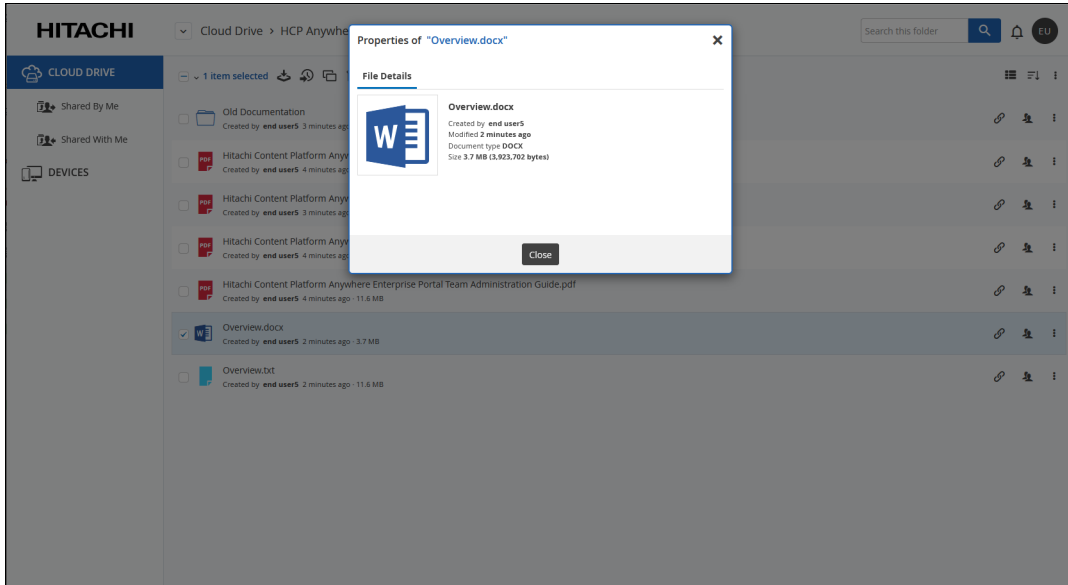 HITACHI
Cloud Drive > HCP Anywhe
Search this folder
EU
Properties of "Overview.docx"
File Details
Overview.docx
Created by end user5
Modified 2 minutes ago
Document type DOCX
Size 3.7 MB (3,923,702 bytes)
Close
CLOUD DRIVE
Shared By Me
Shared With Me
DEVICES
1 item selected
Old Documentation
Created by end user5 3 minutes ago
PDF
Hitachi Content Platform Anyw
Created by end user5 4 minutes ago
PDF
Hitachi Content Platform Anyw
Created by end user5 3 minutes ago
PDF
Hitachi Content Platform Anyw
Created by end user5 4 minutes ago
PDF
Hitachi Content Platform Anywhere Enterprise Portal Team Administration Guide.pdf
Created by end user5 4 minutes ago · 11.6 MB
W
Overview.docx
Created by end user5 2 minutes ago · 3.7 MB
Overview.txt
Created by end user5 2 minutes ago · 11.6 MB